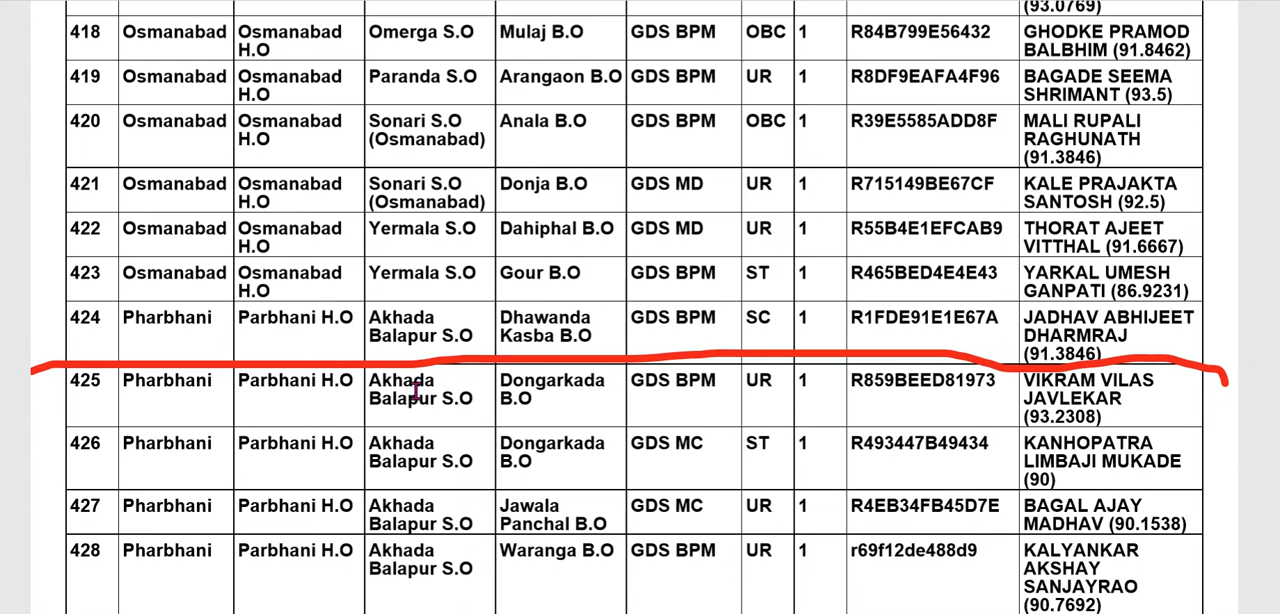 (93.0769)
418 Osmanabad Osmanabad Omerga S.O Mulaj B.O GDS BPM OBC 1 R84B799E56432 GHODKE PRAMOD
H.O BALBHIM (91.8462)
419 Osmanabad Osmanabad Paranda S.O Arangaon B.O GDS BPM UR 1 R8DF9EAFA4F96 BAGADE SEEMA
H.O SHRIMANT (93.5)
420 Osmanabad Osmanabad Sonari S.O Anala B.O GDS BPM OBC 1 R39E5585ADD8F MALI RUPALI
H.O (Osmanabad) RAGHUNATH
(91.3846)
421 Osmanabad Osmanabad Sonari S.O Donja B.O GDS MD UR 1 R715149BE67CF KALE PRAJAKTA
H.O (Osmanabad) SANTOSH (92.5)
422 Osmanabad Osmanabad Yermala S.O Dahiphal B.O GDS MD UR 1 R55B4E1EFCAB9 THORAT AJEET
H.O VITTHAL (91.6667)
423 Osmanabad Osmanabad Yermala S.O Gour B.O GDS BPM ST 1 R465BED4E4E43 YARKAL UMESH
H.O GANPATI (86.9231)
424 Pharbhani Parbhani H.O Akhada Dhawanda GDS BPM SC 1 R1FDE91E1E67A JADHAV ABHIJEET
Balapur S.O Kasba B.O DHARMRAJ
(91.3846)
425 Pharbhani Parbhani H.O Akhada Dongarkada GDS BPM UR 1 R859BEED81973 VIKRAM VILAS
Balapur S.O B.O JAVLEKAR
(93.2308)
426 Pharbhani Parbhani H.O Akhada Dongarkada GDS MC ST 1 R493447B49434 KANHOPATRA
Balapur S.O B.O LIMBAJI MUKADE
(90)
427 Pharbhani Parbhani H.O Akhada Jawala GDS MC UR 1 R4EB34FB45D7E BAGAL AJAY
Balapur S.O Panchal B.O MADHAV (90.1538)
428 Pharbhani Parbhani H.O Akhada Waranga B.O GDS BPM UR 1 r69f12de488d9 KALYANKAR
Balapur S.O AKSHAY
SANJAYRAO
(90.7692)